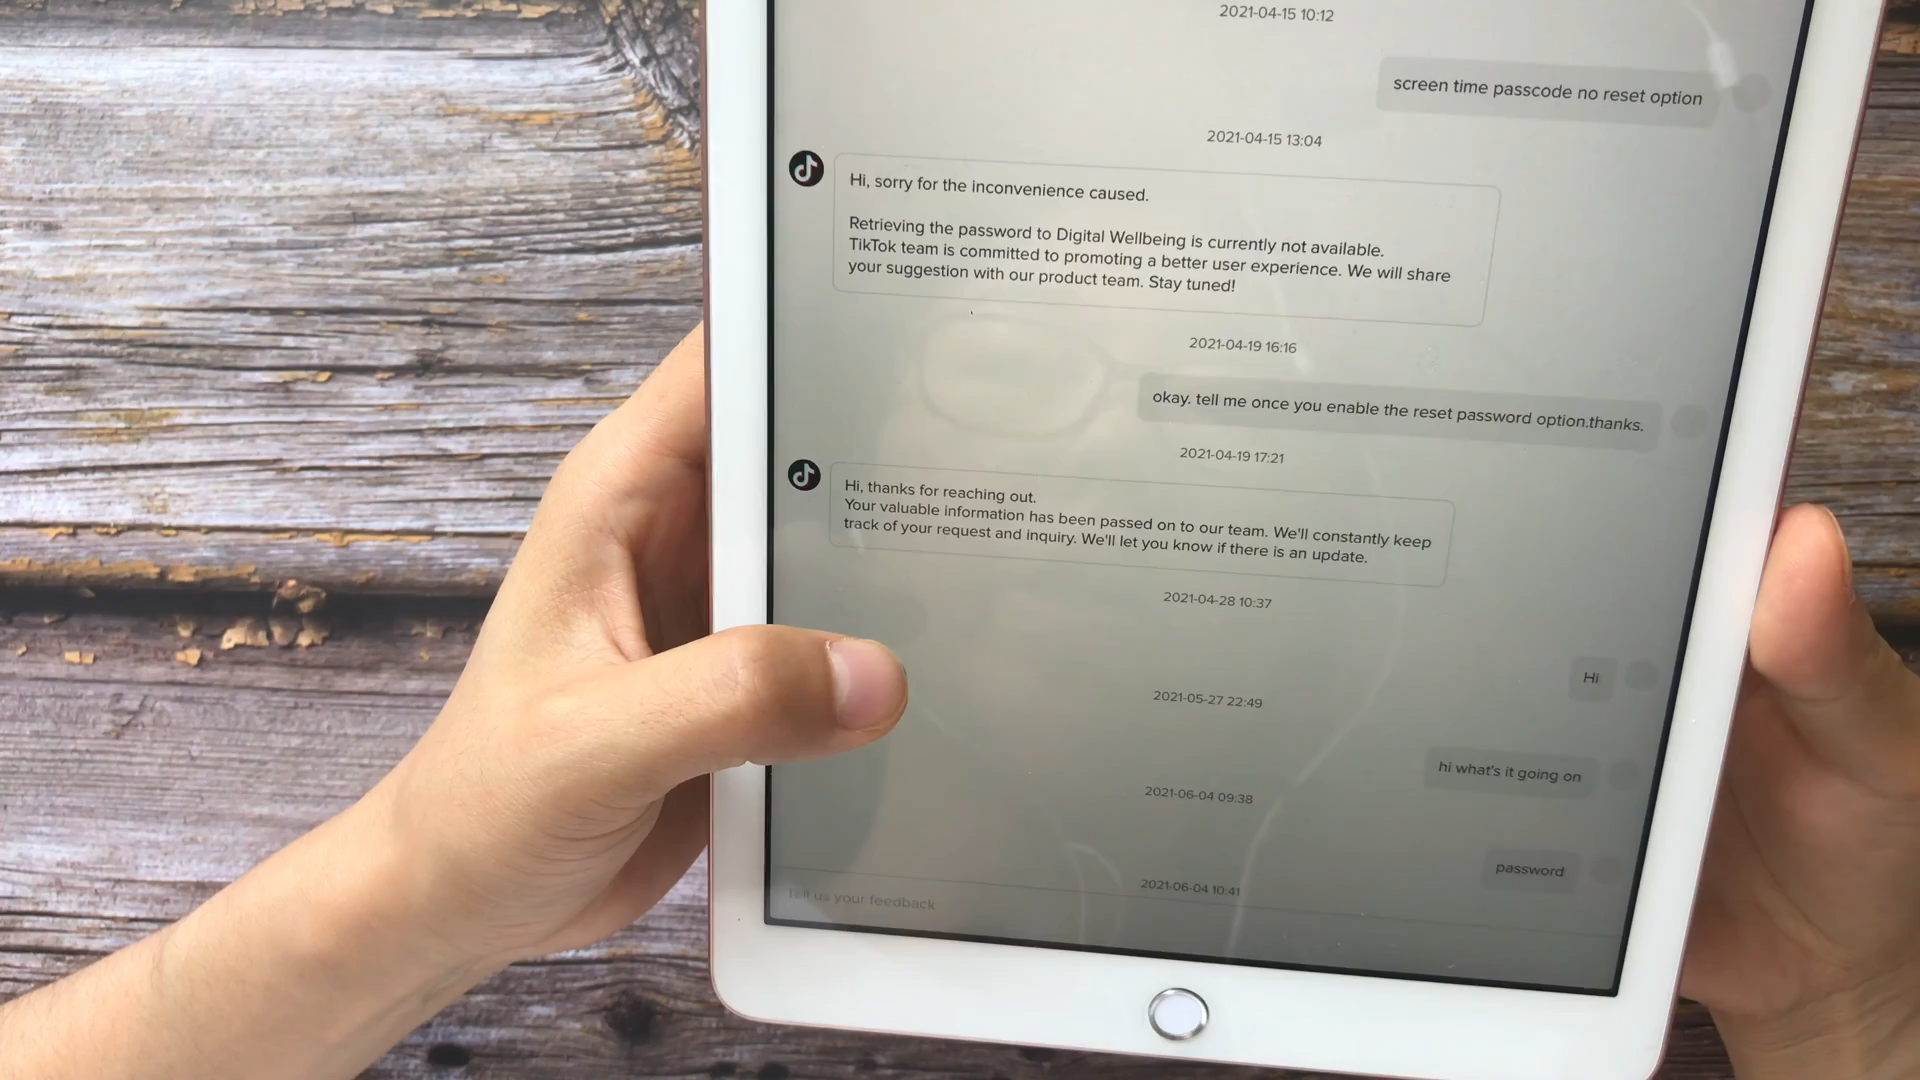 2021-04-15 10:12
screen time passcode no reset option
2021-04-15 13:04
Hi, sorry for the inconvenience caused.
Retrieving the password to Digital Wellbeing is currently not available.
TikTok team is committed to promoting a better user experience. We will share
your suggestion with our product team. Stay tuned!
2021-04-19 16:16
okay. tell me once you enable the reset password option.thanks.
2021-04-19 17:21
Hi, thanks for reaching out.
Your valuable information has been passed on to our team. We'll constantly keep
track of your request and inquiry. We'll let you know if there is an update.
2021-04-28 10:37
Hi
2021-05-27 22:49
hi what's it going on
2021-06-04 09:38
password
2021-06-04 10:41
Tell us your feedback